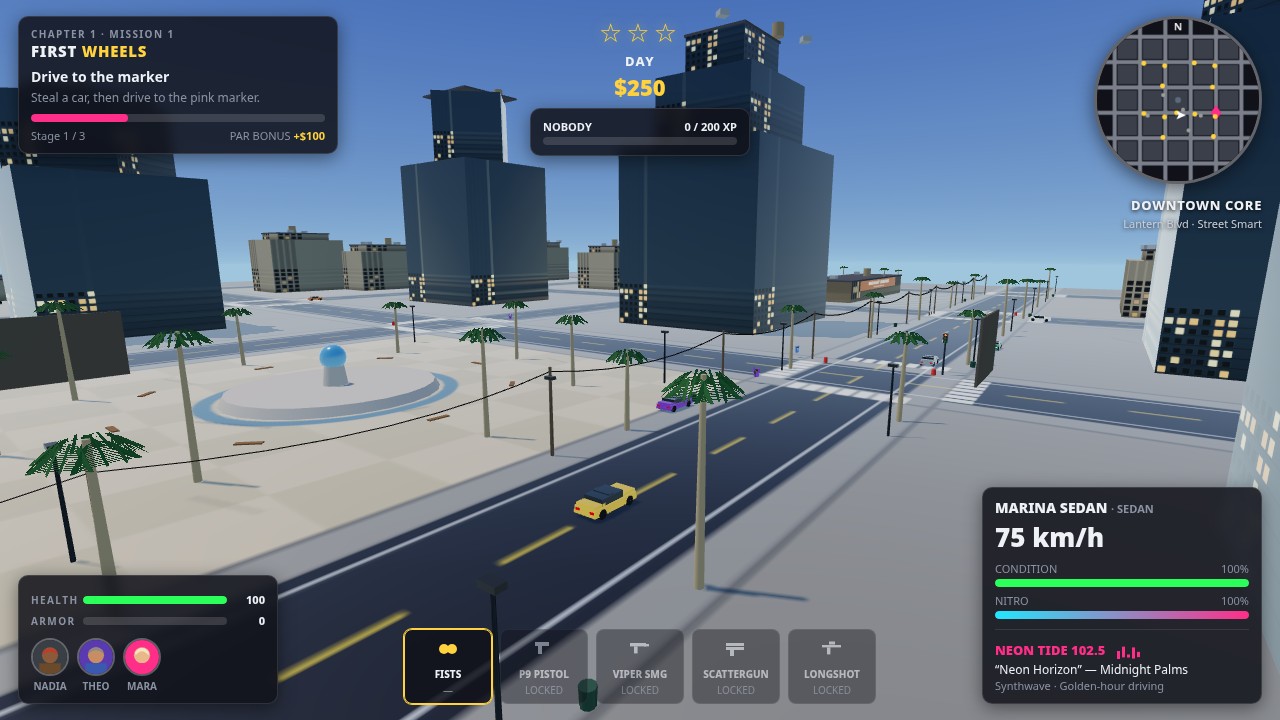 CHAPTER 1 · MISSION 1
FIRST WHEELS
Drive to the marker
Steal a car, then drive to the pink marker.
Stage 1 / 3
PAR BONUS +$100
☆ ☆ ☆
DAY
$250
NOBODY
0 / 200 XP
N
DOWNTOWN CORE
Lantern Blvd · Street Smart
HEALTH
100
ARMOR
0
NADIA
THEO
MARA
FISTS
—
P9 PISTOL
LOCKED
VIPER SMG
LOCKED
SCATTERGUN
LOCKED
LONGSHOT
LOCKED
MARINA SEDAN · SEDAN
75 km/h
CONDITION
100%
NITRO
100%
NEON TIDE 102.5
“Neon Horizon” — Midnight Palms
Synthwave · Golden-hour driving